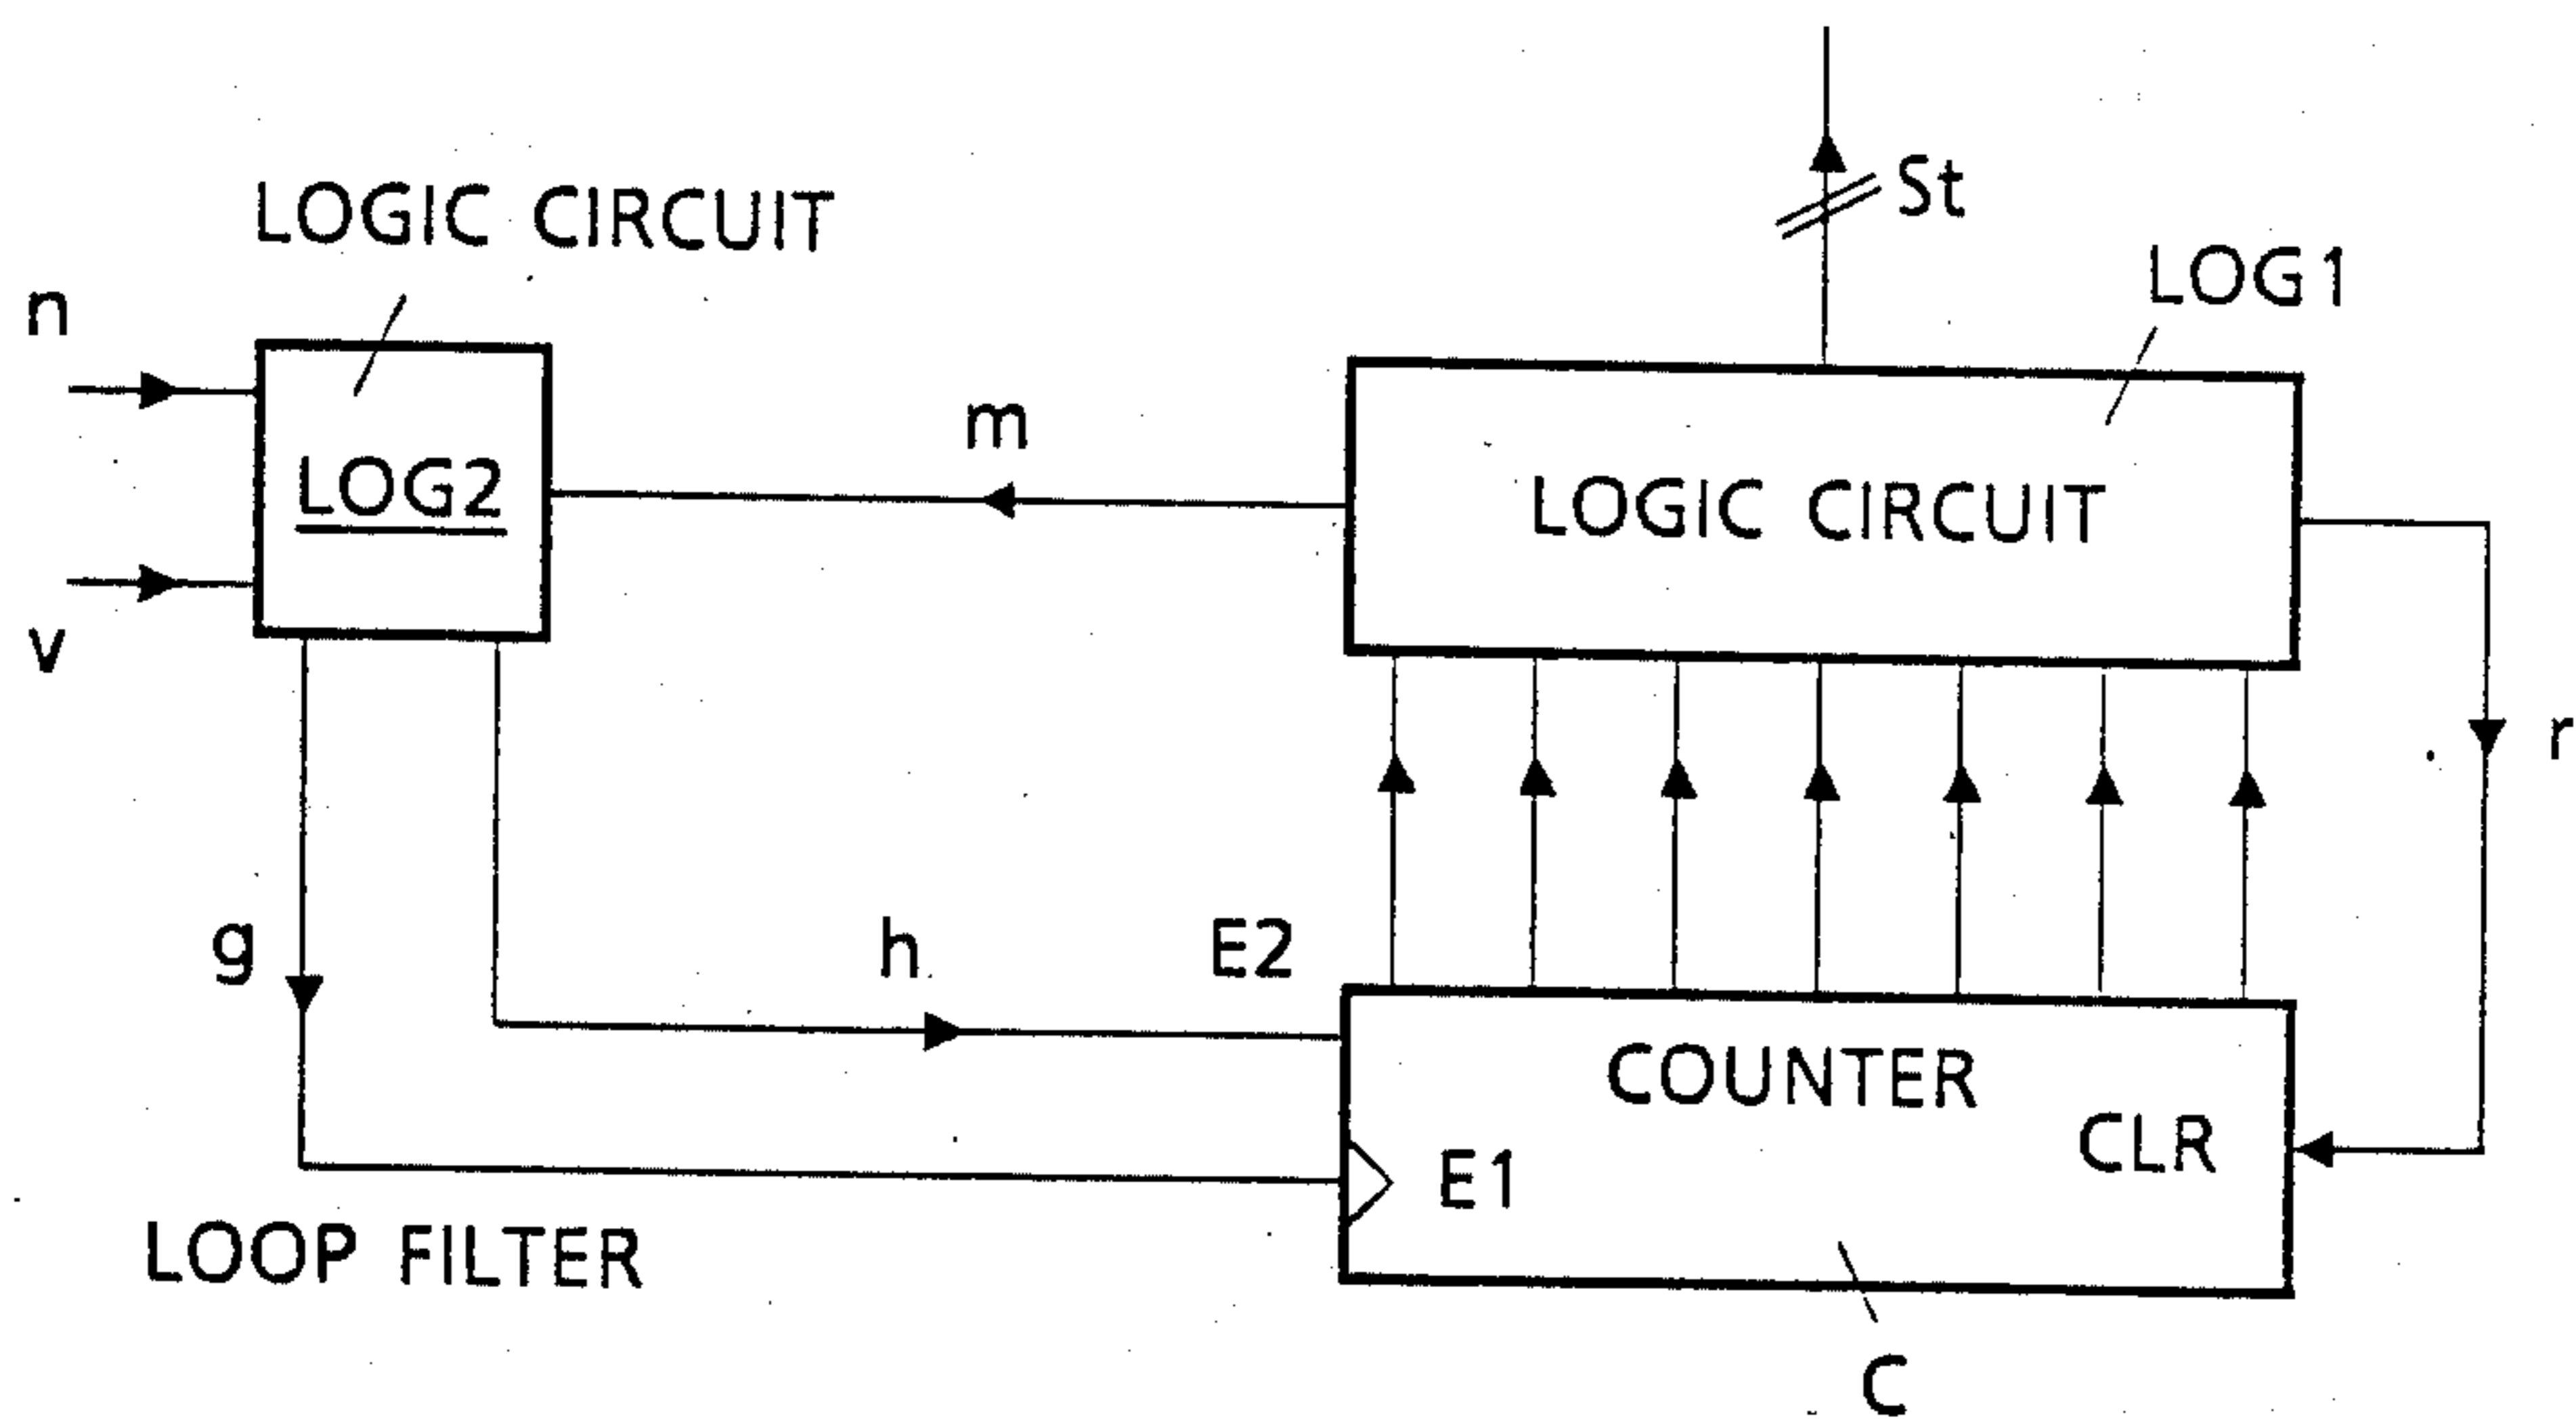 St
LOGIC CIRCUIT
LOG1
n
LOG2
m
LOGIC CIRCUIT
v
r
g
h
E2
COUNTER
CLR
E1
LOOP FILTER
C